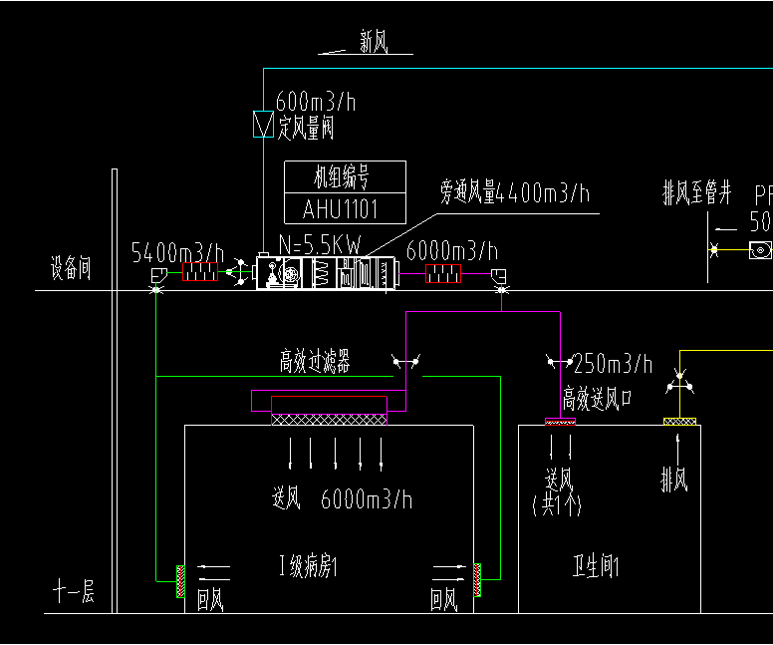 新风
600m3/h
定风量阀
机组编号
AHU1101
旁通风量4400m3/h
排风至管井
PF
50
5400m3/h
N=5.5KW
6000m3/h
设备间
高效过滤器
250m3/h
高效送风口
送风
6000m3/h
送风
(共1个)
排风
I级病房1
卫生间1
十一层
回风
回风